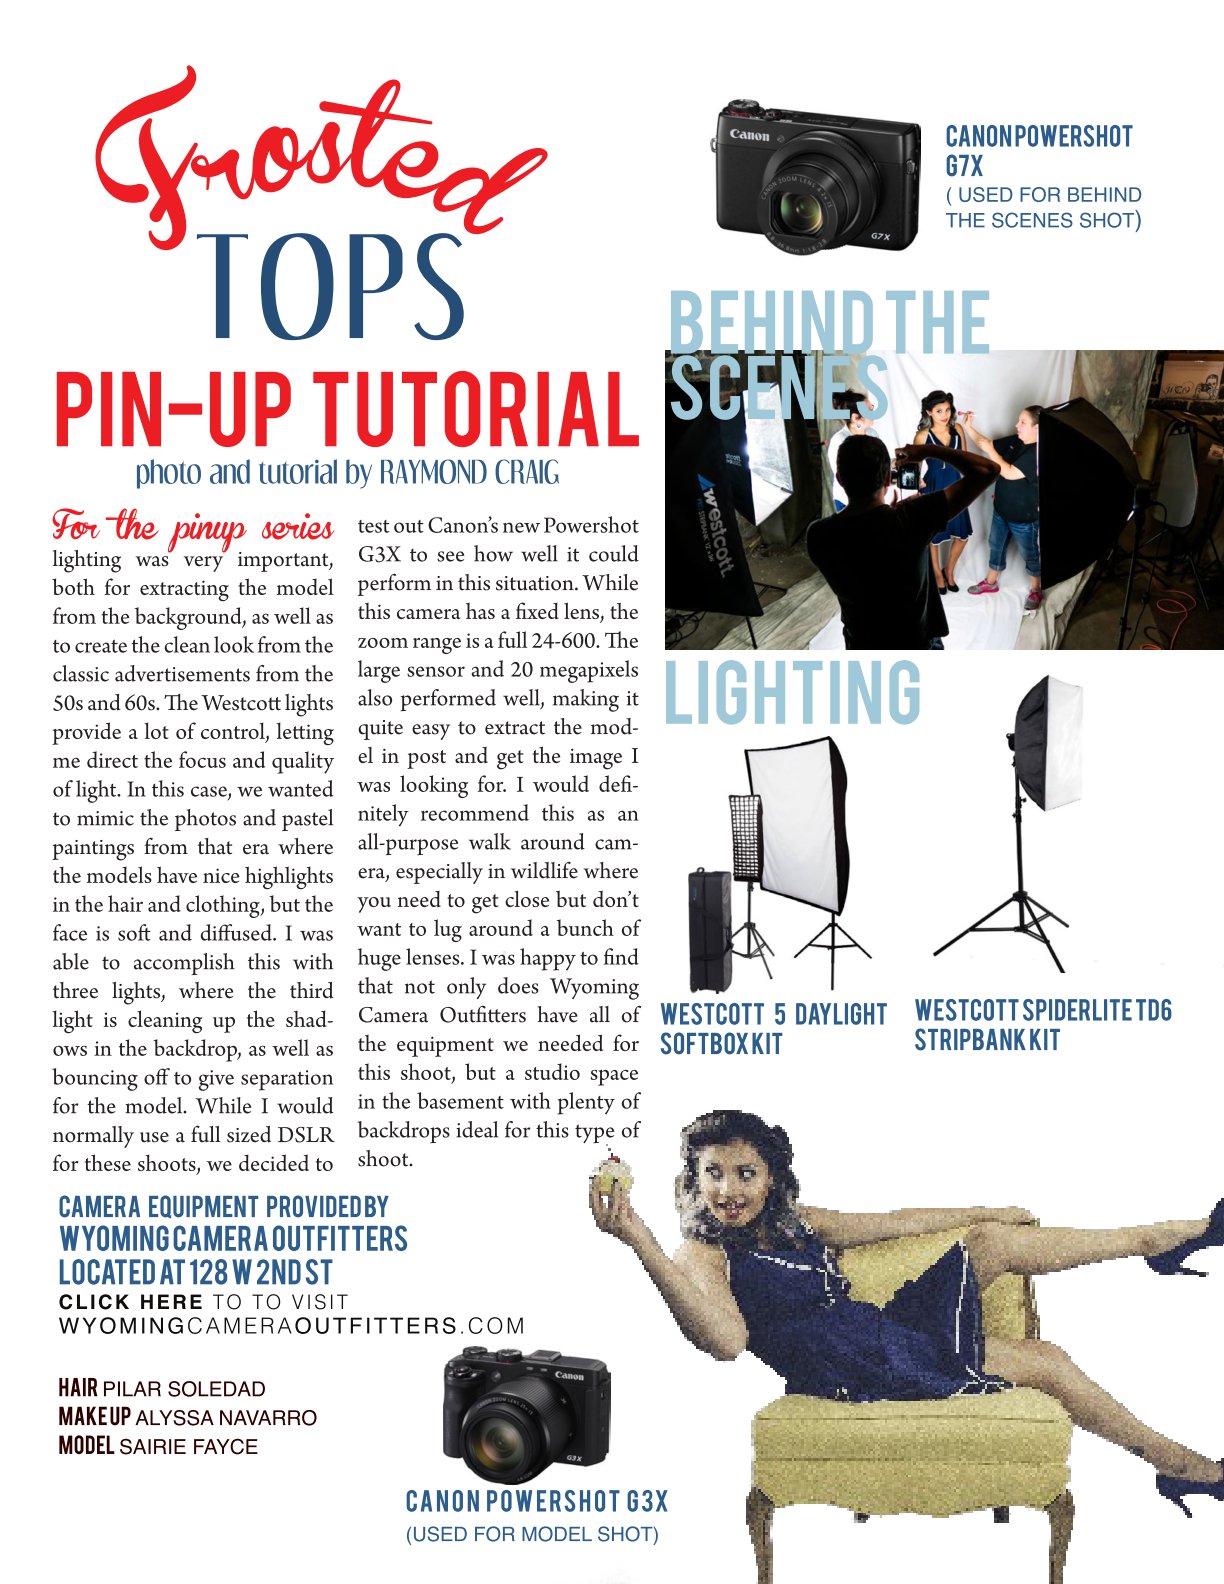 Frosted
TOPS
PIN-UP TUTORIAL
photo and tutorial by RAYMOND CRAIG
For the pinup series
lighting was very important,
both for extracting the model
from the background, as well as
to create the clean look from the
classic advertisements from the
50s and 60s. The Westcott lights
provide a lot of control, letting
me direct the focus and quality
of light. In this case, we wanted
to mimic the photos and pastel
paintings from that era where
the models have nice highlights
in the hair and clothing, but the
face is soft and diffused. I was
able to accomplish this with
three lights, where the third
light is cleaning up the shad-
ows in the backdrop, as well as
bouncing off to give separation
for the model. While I would
normally use a full sized DSLR
for these shoots, we decided to
test out Canon's new Powershot
G3X to see how well it could
perform in this situation. While
this camera has a fixed lens, the
zoom range is a full 24-600. The
large sensor and 20 megapixels
also performed well, making it
quite easy to extract the mod-
el in post and get the image I
was looking for. I would defi-
nitely recommend this as an
all-purpose walk around cam-
era, especially in wildlife where
you need to get close but don't
want to lug around a bunch of
huge lenses. I was happy to find
that not only does Wyoming
Camera Outfitters have all of
the equipment we needed for
this shoot, but a studio space
in the basement with plenty of
backdrops ideal for this type of
shoot.
CAMERA EQUIPMENT PROVIDED BY
WYOMING CAMERA OUTFITTERS
LOCATED AT 128 W 2ND ST
CLICK HERE TO TO VISIT
WYOMINGCAMERAOUTFITTERS.COM
HAIR PILAR SOLEDAD
MAKE UP ALYSSA NAVARRO
MODEL SAIRIE FAYCE
Canon
G3X
CANON POWERSHOT G3X
(USED FOR MODEL SHOT)
Canon
G7X
CANON POWERSHOT
G7X
( USED FOR BEHIND
THE SCENES SHOT)
BEHIND THE
SCENES
westcott
LIGHTING
WESTCOTT 5 DAYLIGHT
SOFTBOX KIT
WESTCOTT SPIDERLITE TD6
STRIPBANK KIT